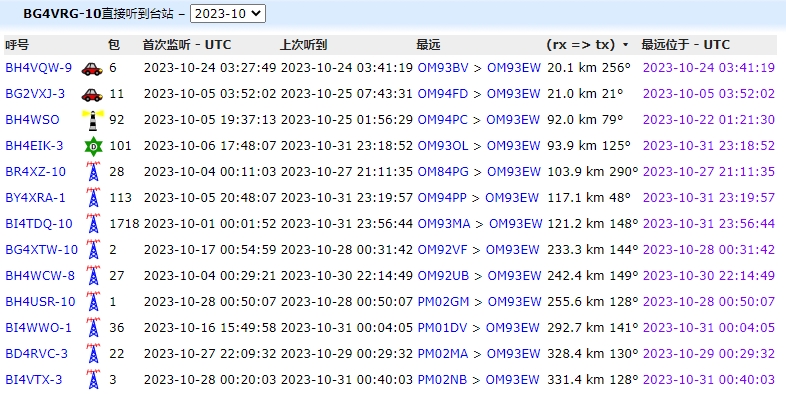 BG4VRG-10直接听到台站 – 2023-10
呼号 包 首次监听 - UTC 上次听到 最远 (rx => tx) 最远位于 - UTC
BH4VQW-9 6 2023-10-24 03:27:49 2023-10-24 03:41:19 OM93BV > OM93EW 20.1 km 256° 2023-10-24 03:41:19
BG2VXJ-3 11 2023-10-05 03:52:02 2023-10-25 07:43:31 OM94FD > OM93EW 21.0 km 21° 2023-10-05 03:52:02
BH4WSO 92 2023-10-05 19:37:13 2023-10-25 01:56:29 OM94PC > OM93EW 92.0 km 79° 2023-10-22 01:21:30
BH4EIK-3 D 101 2023-10-06 17:48:07 2023-10-31 23:18:52 OM93OL > OM93EW 93.9 km 125° 2023-10-31 23:18:52
BR4XZ-10 28 2023-10-04 00:11:03 2023-10-27 21:11:35 OM84PG > OM93EW 103.9 km 290° 2023-10-27 21:11:35
BY4XRA-1 113 2023-10-05 20:48:07 2023-10-31 23:19:57 OM94PP > OM93EW 117.1 km 48° 2023-10-31 23:19:57
BI4TDQ-10 1718 2023-10-01 00:01:52 2023-10-31 23:56:44 OM93MA > OM93EW 121.2 km 148° 2023-10-31 23:56:44
BG4XTW-10 2 2023-10-17 00:54:59 2023-10-28 00:31:42 OM92VF > OM93EW 233.3 km 144° 2023-10-28 00:31:42
BH4WCW-8 27 2023-10-04 00:29:21 2023-10-30 22:14:49 OM92UB > OM93EW 242.4 km 149° 2023-10-30 22:14:49
BH4USR-10 1 2023-10-28 00:50:07 2023-10-28 00:50:07 PM02GM > OM93EW 255.6 km 128° 2023-10-28 00:50:07
BI4WWO-1 36 2023-10-16 15:49:58 2023-10-31 00:04:05 PM01DV > OM93EW 292.7 km 141° 2023-10-31 00:04:05
BD4RVC-3 22 2023-10-27 22:09:32 2023-10-29 00:29:32 PM02MA > OM93EW 328.4 km 130° 2023-10-29 00:29:32
BI4VTX-3 3 2023-10-28 00:20:03 2023-10-31 00:40:03 PM02NB > OM93EW 331.4 km 128° 2023-10-31 00:40:03